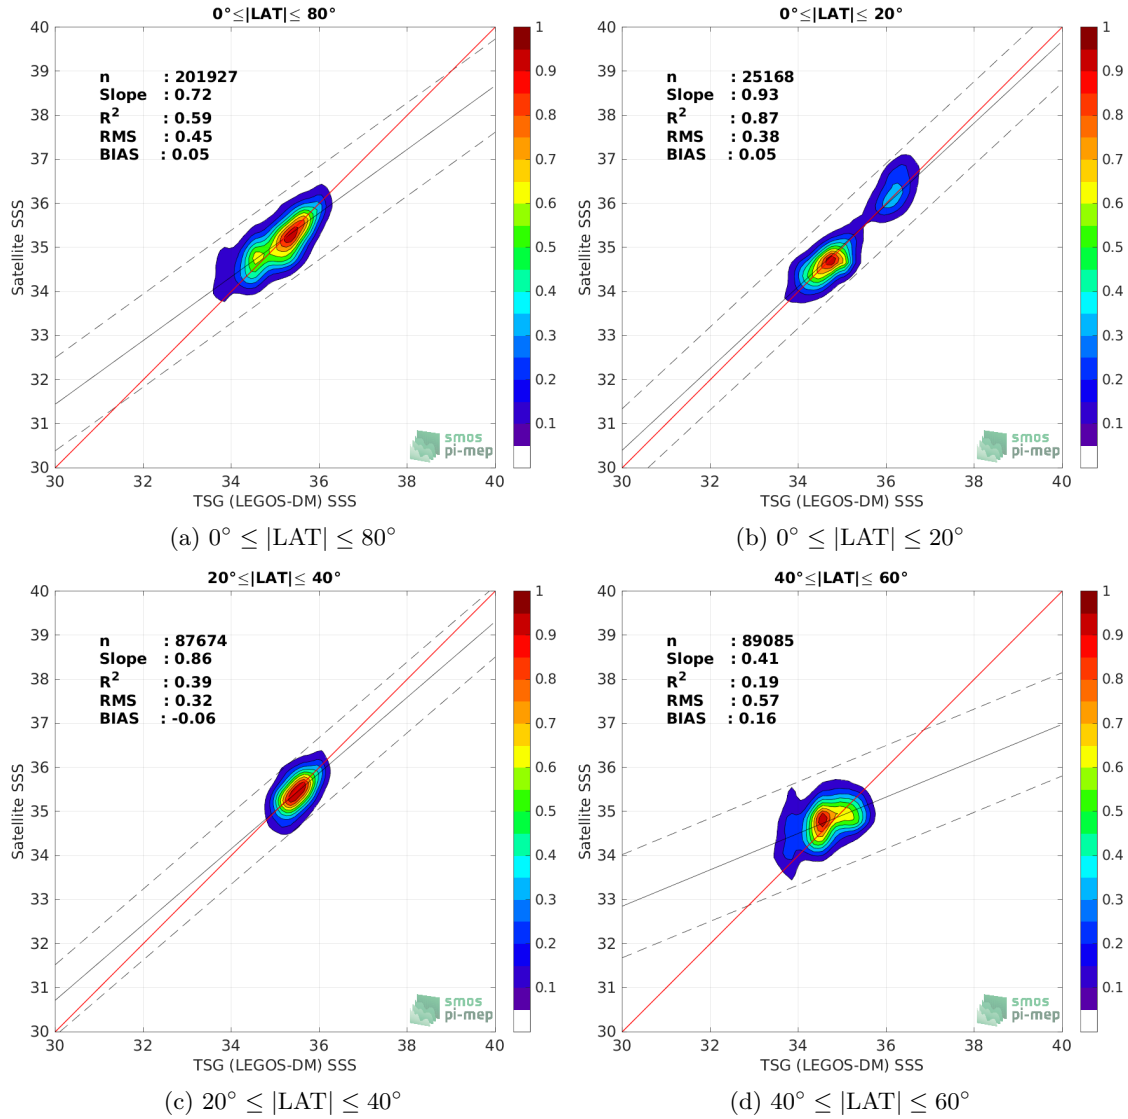 0°≤|LAT|≤ 80°
n : 201927
Slope : 0.72
R² : 0.59
RMS : 0.45
BIAS : 0.05
40
39
38
37
36
35
34
33
32
31
30
Satellite SSS
30 32 34 36 38 40
TSG (LEGOS-DM) SSS
smos
pi-mep
1
0.9
0.8
0.7
0.6
0.5
0.4
0.3
0.2
0.1
(a) 0° ≤ |LAT| ≤ 80°
0°≤|LAT|≤ 20°
n : 25168
Slope : 0.93
R² : 0.87
RMS : 0.38
BIAS : 0.05
40
39
38
37
36
35
34
33
32
31
30
Satellite SSS
30 32 34 36 38 40
TSG (LEGOS-DM) SSS
smos
pi-mep
1
0.9
0.8
0.7
0.6
0.5
0.4
0.3
0.2
0.1
(b) 0° ≤ |LAT| ≤ 20°
20°≤|LAT|≤ 40°
n : 87674
Slope : 0.86
R² : 0.39
RMS : 0.32
BIAS : -0.06
40
39
38
37
36
35
34
33
32
31
30
Satellite SSS
30 32 34 36 38 40
TSG (LEGOS-DM) SSS
smos
pi-mep
1
0.9
0.8
0.7
0.6
0.5
0.4
0.3
0.2
0.1
(c) 20° ≤ |LAT| ≤ 40°
40°≤|LAT|≤ 60°
n : 89085
Slope : 0.41
R² : 0.19
RMS : 0.57
BIAS : 0.16
40
39
38
37
36
35
34
33
32
31
30
Satellite SSS
30 32 34 36 38 40
TSG (LEGOS-DM) SSS
smos
pi-mep
1
0.9
0.8
0.7
0.6
0.5
0.4
0.3
0.2
0.1
(d) 40° ≤ |LAT| ≤ 60°